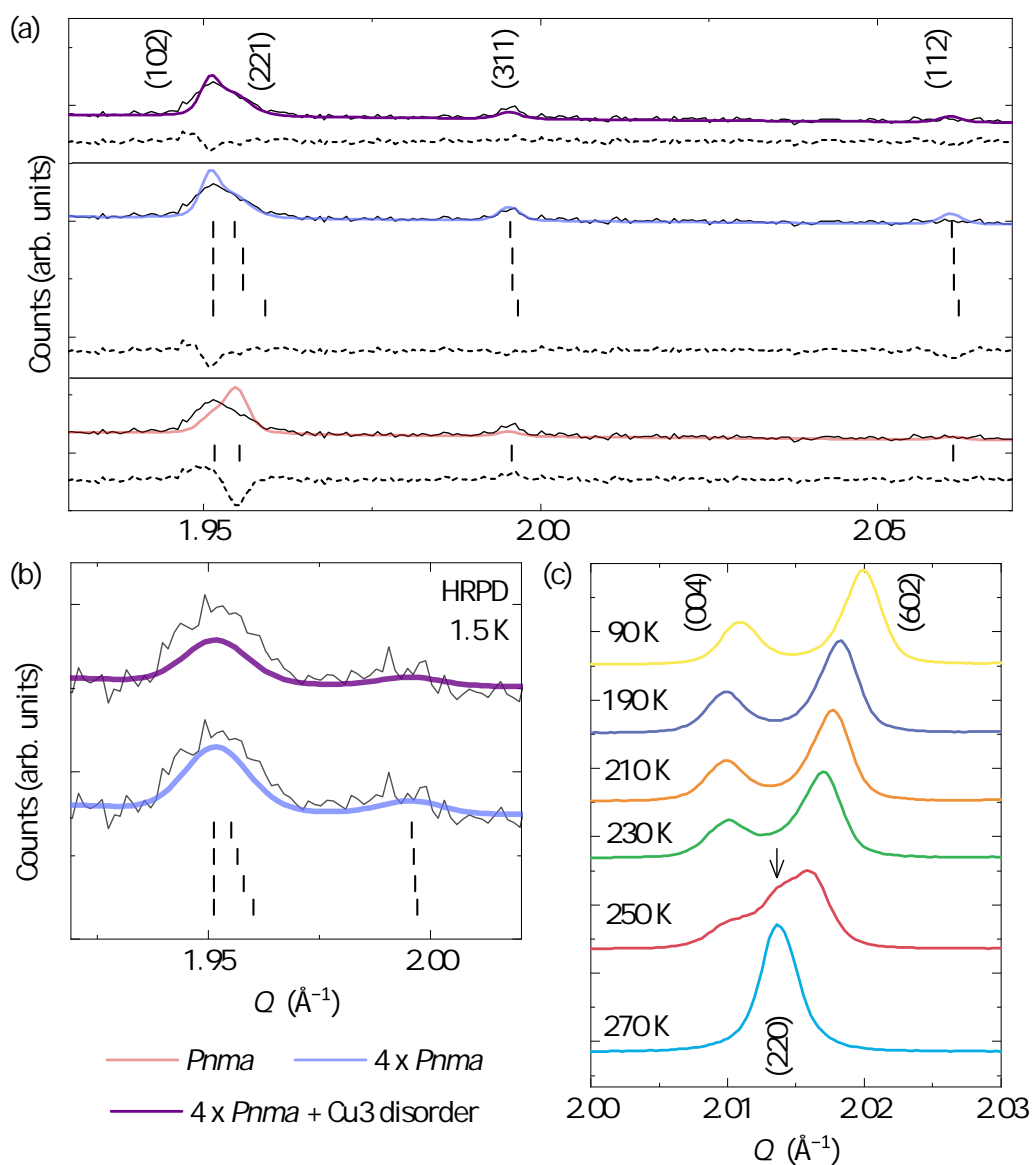 (a)
(102)
(221)
(311)
(112)
Counts (arb. units)
1.95
2.00
2.05
(b)
HRPD
1.5 K
Counts (arb. units)
1.95
2.00
Q (Å⁻¹)
Pnma
4 x Pnma
4 x Pnma + Cu3 disorder
(c)
(004)
(602)
90 K
190 K
210 K
230 K
250 K
270 K
(220)
2.00
2.01
2.02
2.03
Q (Å⁻¹)